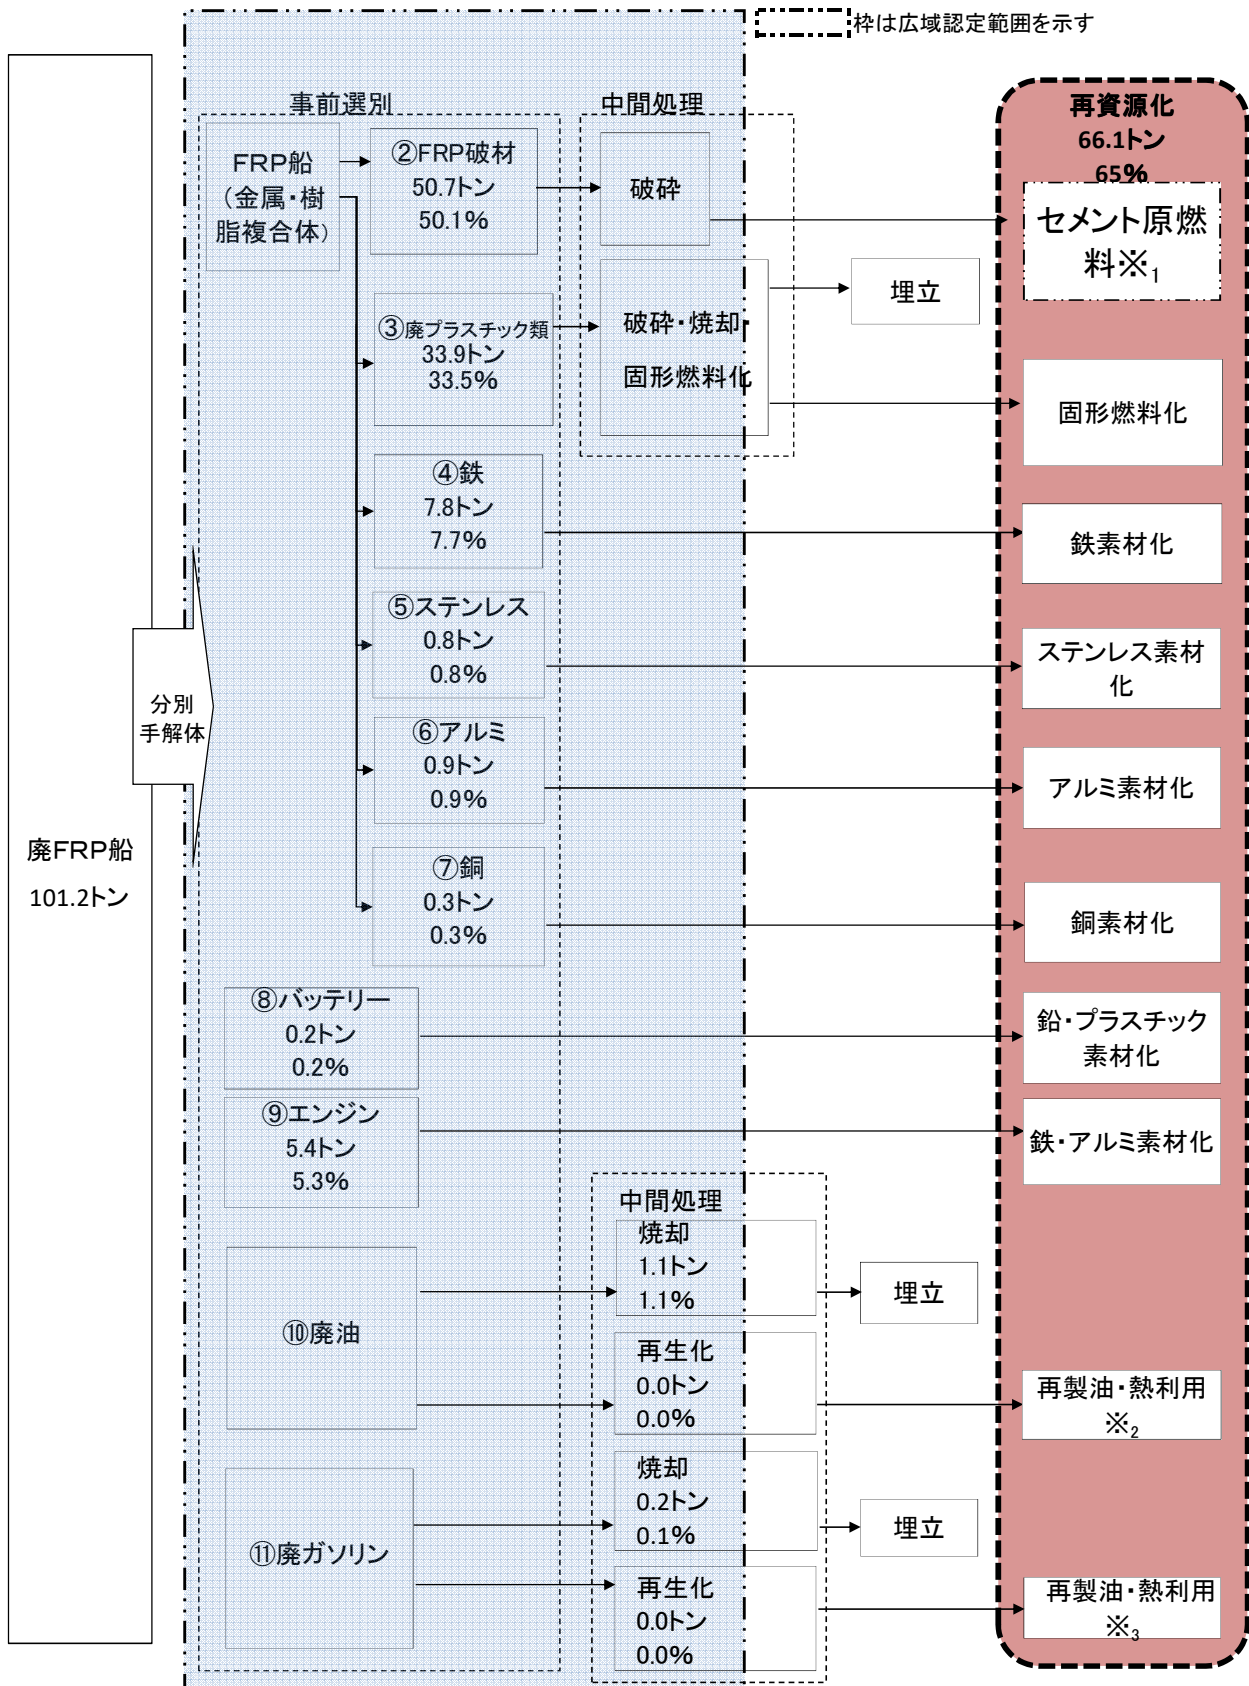 枠は広域認定範囲を示す
事前選別
中間処理
再資源化
66.1トン
65%
FRP船
(金属・樹
脂複合体)
②FRP破材
50.7トン
50.1%
破砕
セメント原燃
料※1
③廃プラスチック類
33.9トン
33.5%
破砕・焼却・
固形燃料化
埋立
固形燃料化
④鉄
7.8トン
7.7%
鉄素材化
⑤ステンレス
0.8トン
0.8%
ステンレス素材
化
分別
手解体
⑥アルミ
0.9トン
0.9%
アルミ素材化
廃FRP船
101.2トン
⑦銅
0.3トン
0.3%
銅素材化
⑧バッテリー
0.2トン
0.2%
鉛・プラスチック
素材化
⑨エンジン
5.4トン
5.3%
鉄・アルミ素材化
中間処理
⑩廃油
焼却
1.1トン
1.1%
埋立
再生化
0.0トン
0.0%
再製油・熱利用
※2
⑪廃ガソリン
焼却
0.2トン
0.1%
埋立
再生化
0.0トン
0.0%
再製油・熱利用
※3